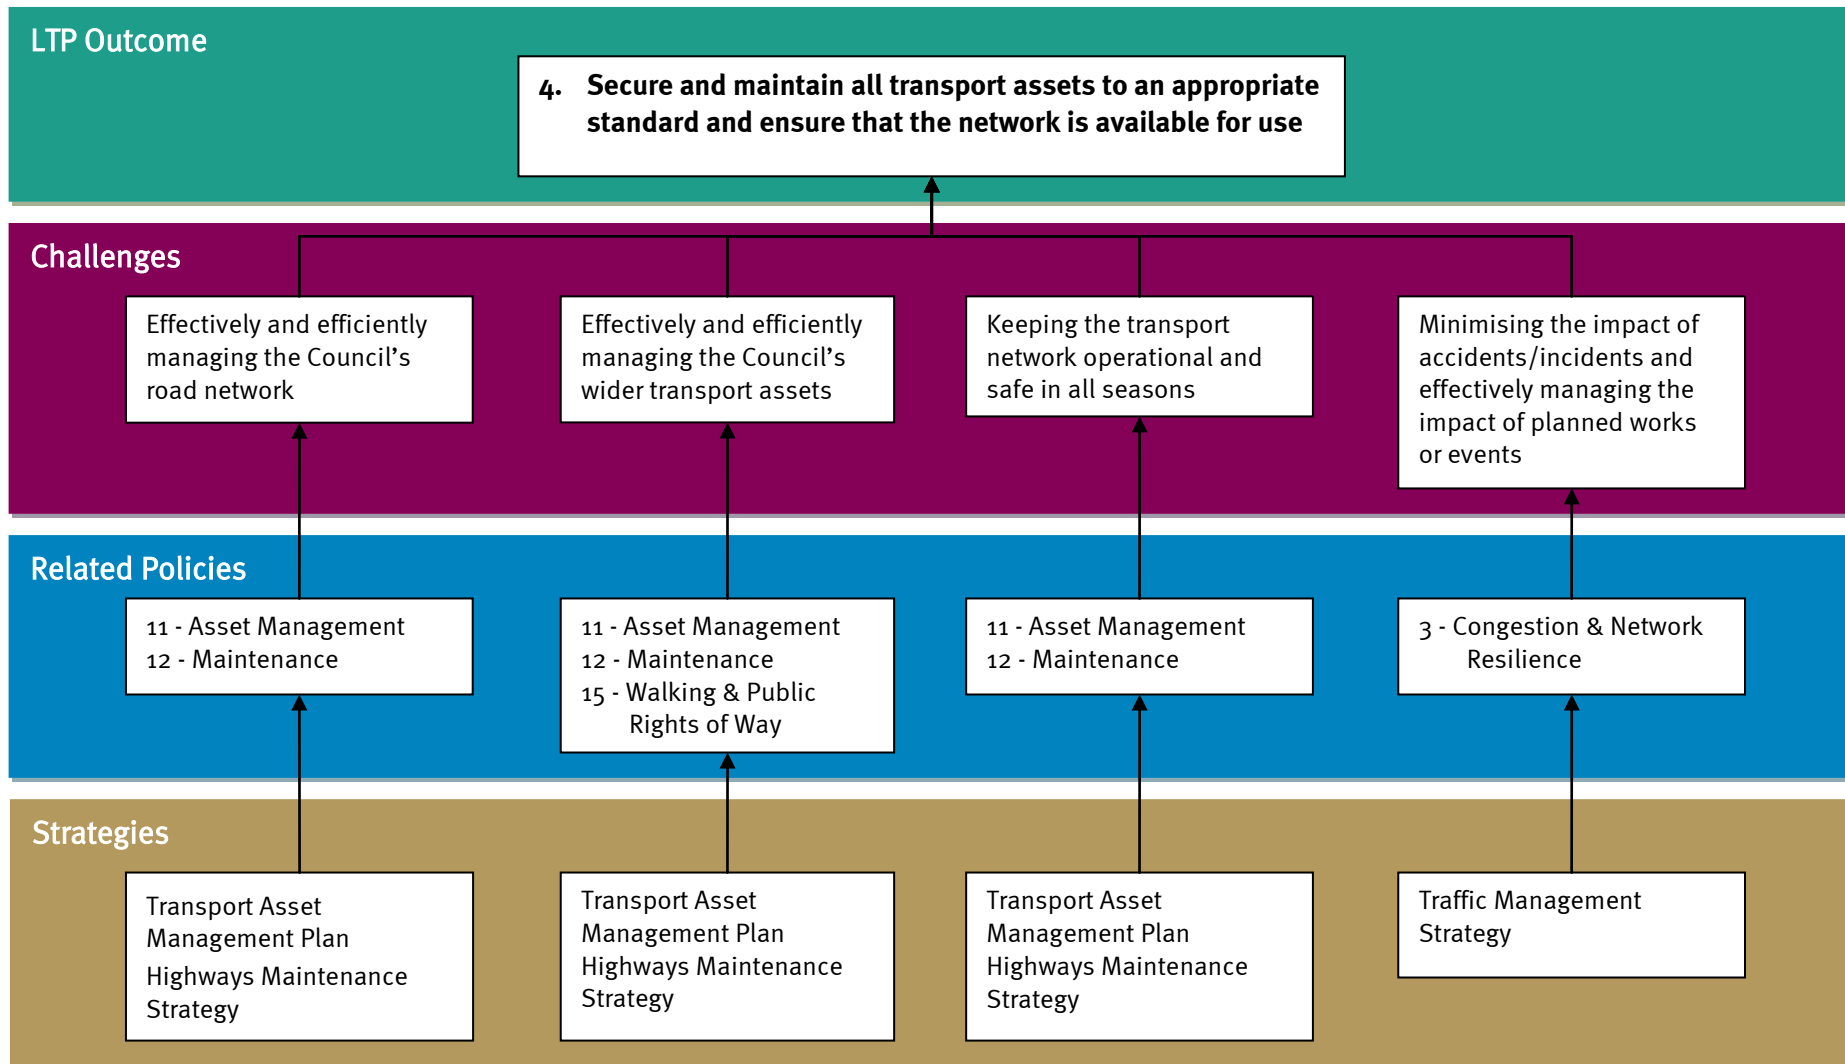 LTP Outcome
4. Secure and maintain all transport assets to an appropriate
standard and ensure that the network is available for use
Challenges
Effectively and efficiently
managing the Council’s
road network
Effectively and efficiently
managing the Council’s
wider transport assets
Keeping the transport
network operational and
safe in all seasons
Minimising the impact of
accidents/incidents and
effectively managing the
impact of planned works
or events
Related Policies
11 - Asset Management
12 - Maintenance
11 - Asset Management
12 - Maintenance
15 - Walking & Public
Rights of Way
11 - Asset Management
12 - Maintenance
3 - Congestion & Network
Resilience
Strategies
Transport Asset
Management Plan
Highways Maintenance
Strategy
Transport Asset
Management Plan
Highways Maintenance
Strategy
Transport Asset
Management Plan
Highways Maintenance
Strategy
Traffic Management
Strategy